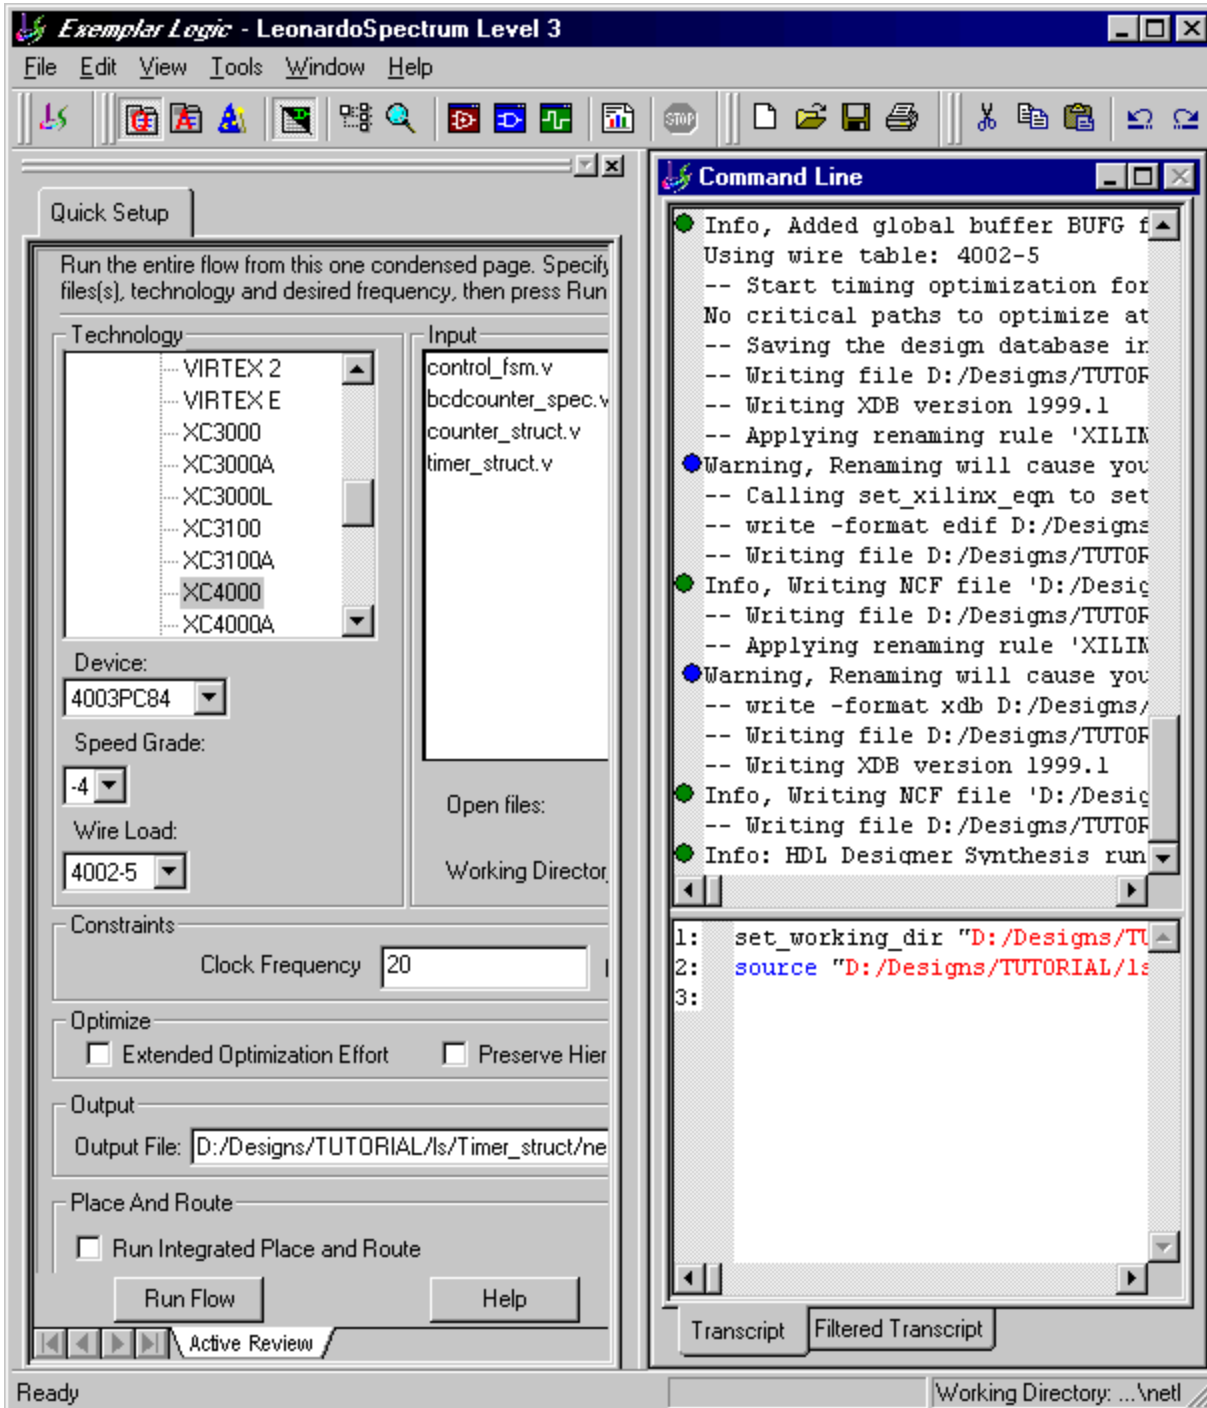 Exemplar Logic - LeonardoSpectrum Level 3
File Edit View Tools Window Help
STOP
Quick Setup
Run the entire flow from this one condensed page. Specify
files(s), technology and desired frequency, then press Run
Technology
VIRTEX 2
VIRTEX E
XC3000
XC3000A
XC3000L
XC3100
XC3100A
XC4000
XC4000A
Device:
4003PC84
Speed Grade:
-4
Wire Load:
4002-5
Input
control_fsm.v
bcdcounter_spec.v
counter_struct.v
timer_struct.v
Open files:
Working Director
Constraints
Clock Frequency 20
Optimize
Extended Optimization Effort Preserve Hier
Output
Output File: D:/Designs/TUTORIAL/ls/Timer_struct/ne
Place And Route
Run Integrated Place and Route
Run Flow Help
Active Review
Command Line
Info, Added global buffer BUFG f
Using wire table: 4002-5
-- Start timing optimization for
No critical paths to optimize at
-- Saving the design database in
-- Writing file D:/Designs/TUTOR
-- Writing XDB version 1999.1
-- Applying renaming rule 'XILIN
Warning, Renaming will cause you
-- Calling set_xilinx_eqn to set
-- write -format edif D:/Designs
-- Writing file D:/Designs/TUTOR
Info, Writing NCF file 'D:/Desig
-- Writing file D:/Designs/TUTOR
-- Applying renaming rule 'XILIN
Warning, Renaming will cause you
-- write -format xdb D:/Designs/
-- Writing file D:/Designs/TUTOR
-- Writing XDB version 1999.1
Info, Writing NCF file 'D:/Desig
-- Writing file D:/Designs/TUTOR
Info: HDL Designer Synthesis run
1: set_working_dir "D:/Designs/TU
2: source "D:/Designs/TUTORIAL/ls
3:
Transcript Filtered Transcript
Ready Working Directory: ...\netl